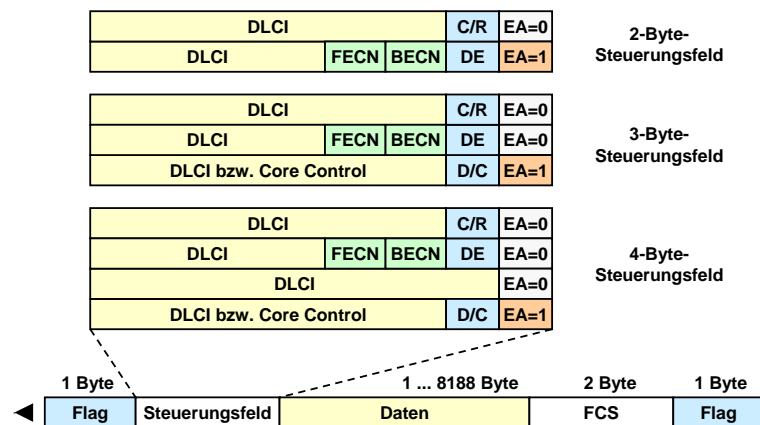 DLCI C/R EA=0
DLCI FECN BECN DE EA=1
2-Byte-
Steuerungsfeld
DLCI C/R EA=0
DLCI FECN BECN DE EA=0
DLCI bzw. Core Control D/C EA=1
3-Byte-
Steuerungsfeld
DLCI C/R EA=0
DLCI FECN BECN DE EA=0
DLCI EA=0
DLCI bzw. Core Control D/C EA=1
4-Byte-
Steuerungsfeld
1 Byte 1 ... 8188 Byte 2 Byte 1 Byte
Flag Steuerungsfeld Daten FCS Flag